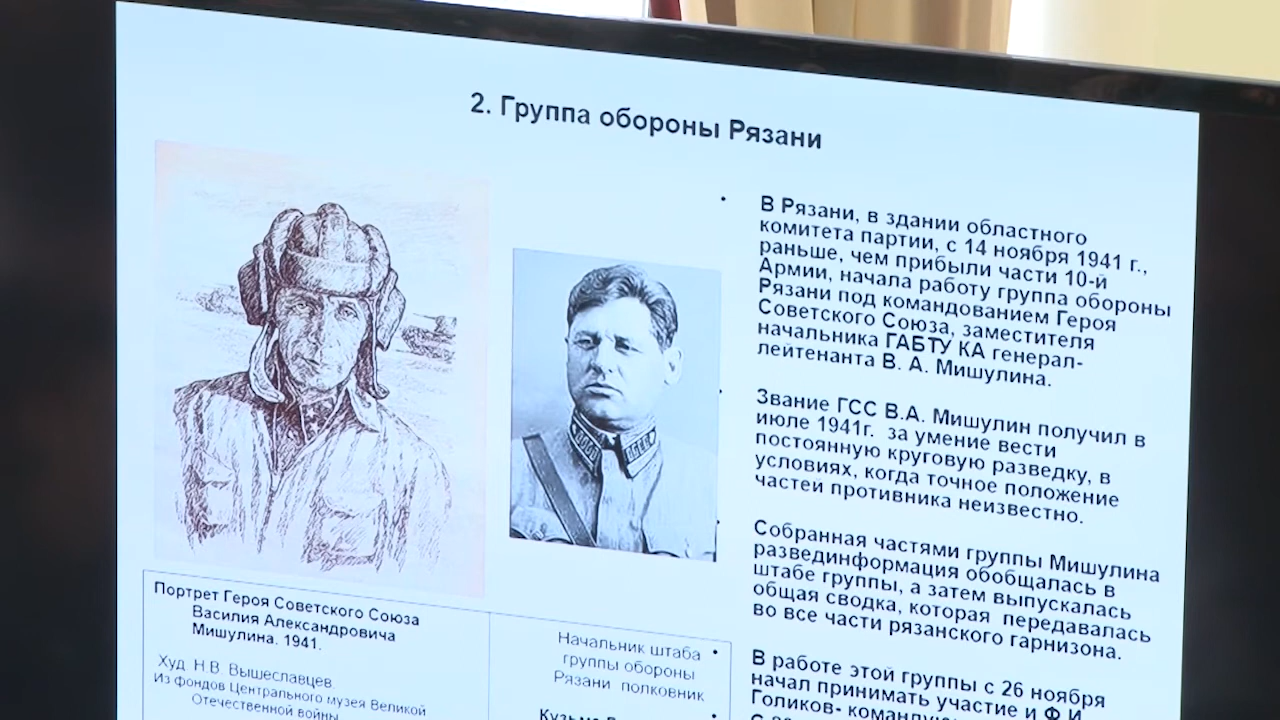 2. Группа обороны Рязани
В Рязани, в здании областного
комитета партии, с 14 ноября 1941 г.,
раньше, чем прибыли части 10-й
Армии, начала работу группа обороны
Рязани под командованием Героя
Советского Союза, заместителя
начальника ГАБТУ КА генерал-
лейтенанта В. А. Мишулина.
Звание ГСС В.А. Мишулин получил в
июле 1941г. за умение вести
постоянную круговую разведку, в
условиях, когда точное положение
частей противника неизвестно.
Собранная частями группы Мишулина
развединформация обобщалась в
штабе группы, а затем выпускалась
общая сводка, которая передавалась
во все части рязанского гарнизона.
В работе этой группы с 26 ноября
начал принимать участие и Ф.И.
Голиков-
Портрет Героя Советского Союза
Василия Александровича
Мишулина. 1941.
Худ. Н.В. Вышеславцев
Из фондов Центрального музея Великой
Отечественной войны
Начальник штаба
группы обороны
Рязани полковник